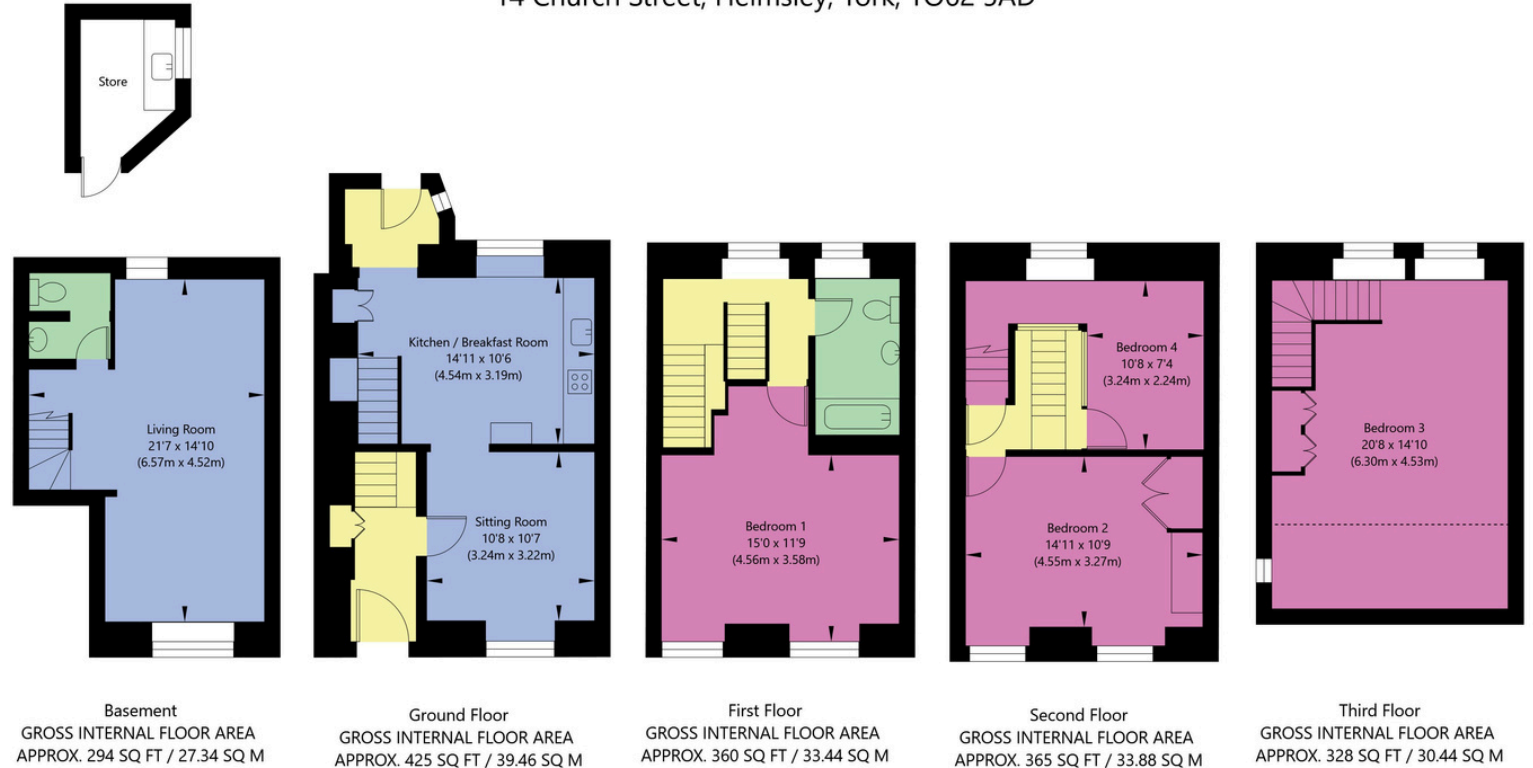 14 Church Street, Helmsley, York, YO62 5AD
Store
Living Room
21'7 x 14'10
(6.57m x 4.52m)
Kitchen / Breakfast Room
14'11 x 10'6
(4.54m x 3.19m)
Sitting Room
10'8 x 10'7
(3.24m x 3.22m)
Bedroom 1
15'0 x 11'9
(4.56m x 3.58m)
Bedroom 4
10'8 x 7'4
(3.24m x 2.24m)
Bedroom 2
14'11 x 10'9
(4.55m x 3.27m)
Bedroom 3
20'8 x 14'10
(6.30m x 4.53m)
Basement
GROSS INTERNAL FLOOR AREA
APPROX. 294 SQ FT / 27.34 SQ M
Ground Floor
GROSS INTERNAL FLOOR AREA
APPROX. 425 SQ FT / 39.46 SQ M
First Floor
GROSS INTERNAL FLOOR AREA
APPROX. 360 SQ FT / 33.44 SQ M
Second Floor
GROSS INTERNAL FLOOR AREA
APPROX. 365 SQ FT / 33.88 SQ M
Third Floor
GROSS INTERNAL FLOOR AREA
APPROX. 328 SQ FT / 30.44 SQ M